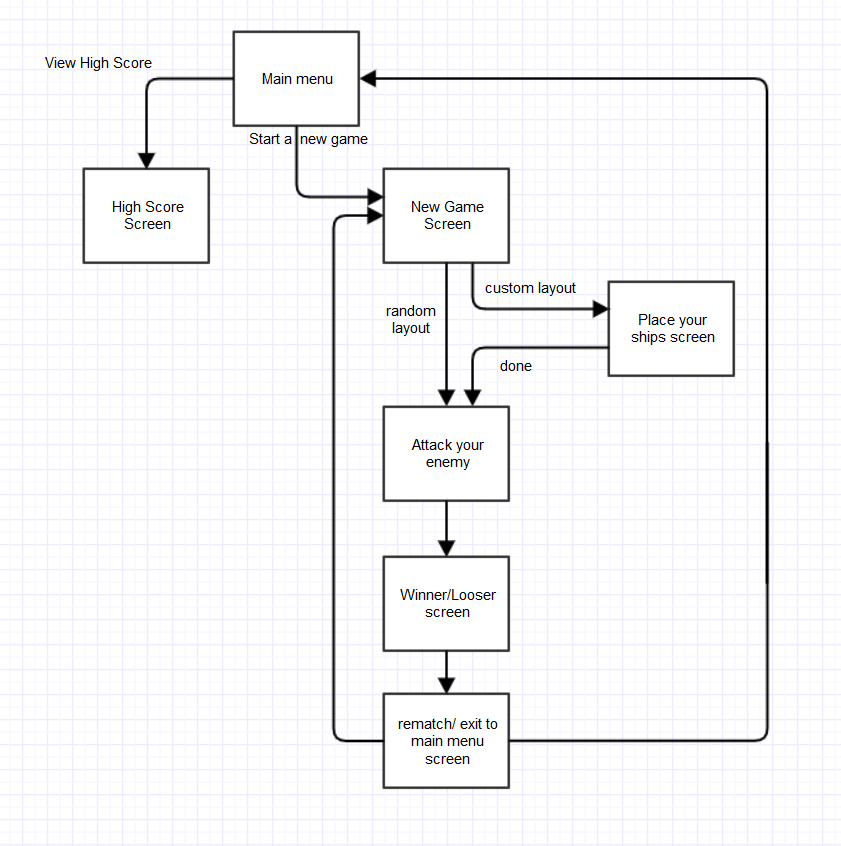 View High Score
Main menu
Start a new game
High Score
Screen
New Game
Screen
custom layout
random
layout
Place your
ships screen
done
Attack your
enemy
Winner/Looser
screen
rematch/ exit to
main menu
screen